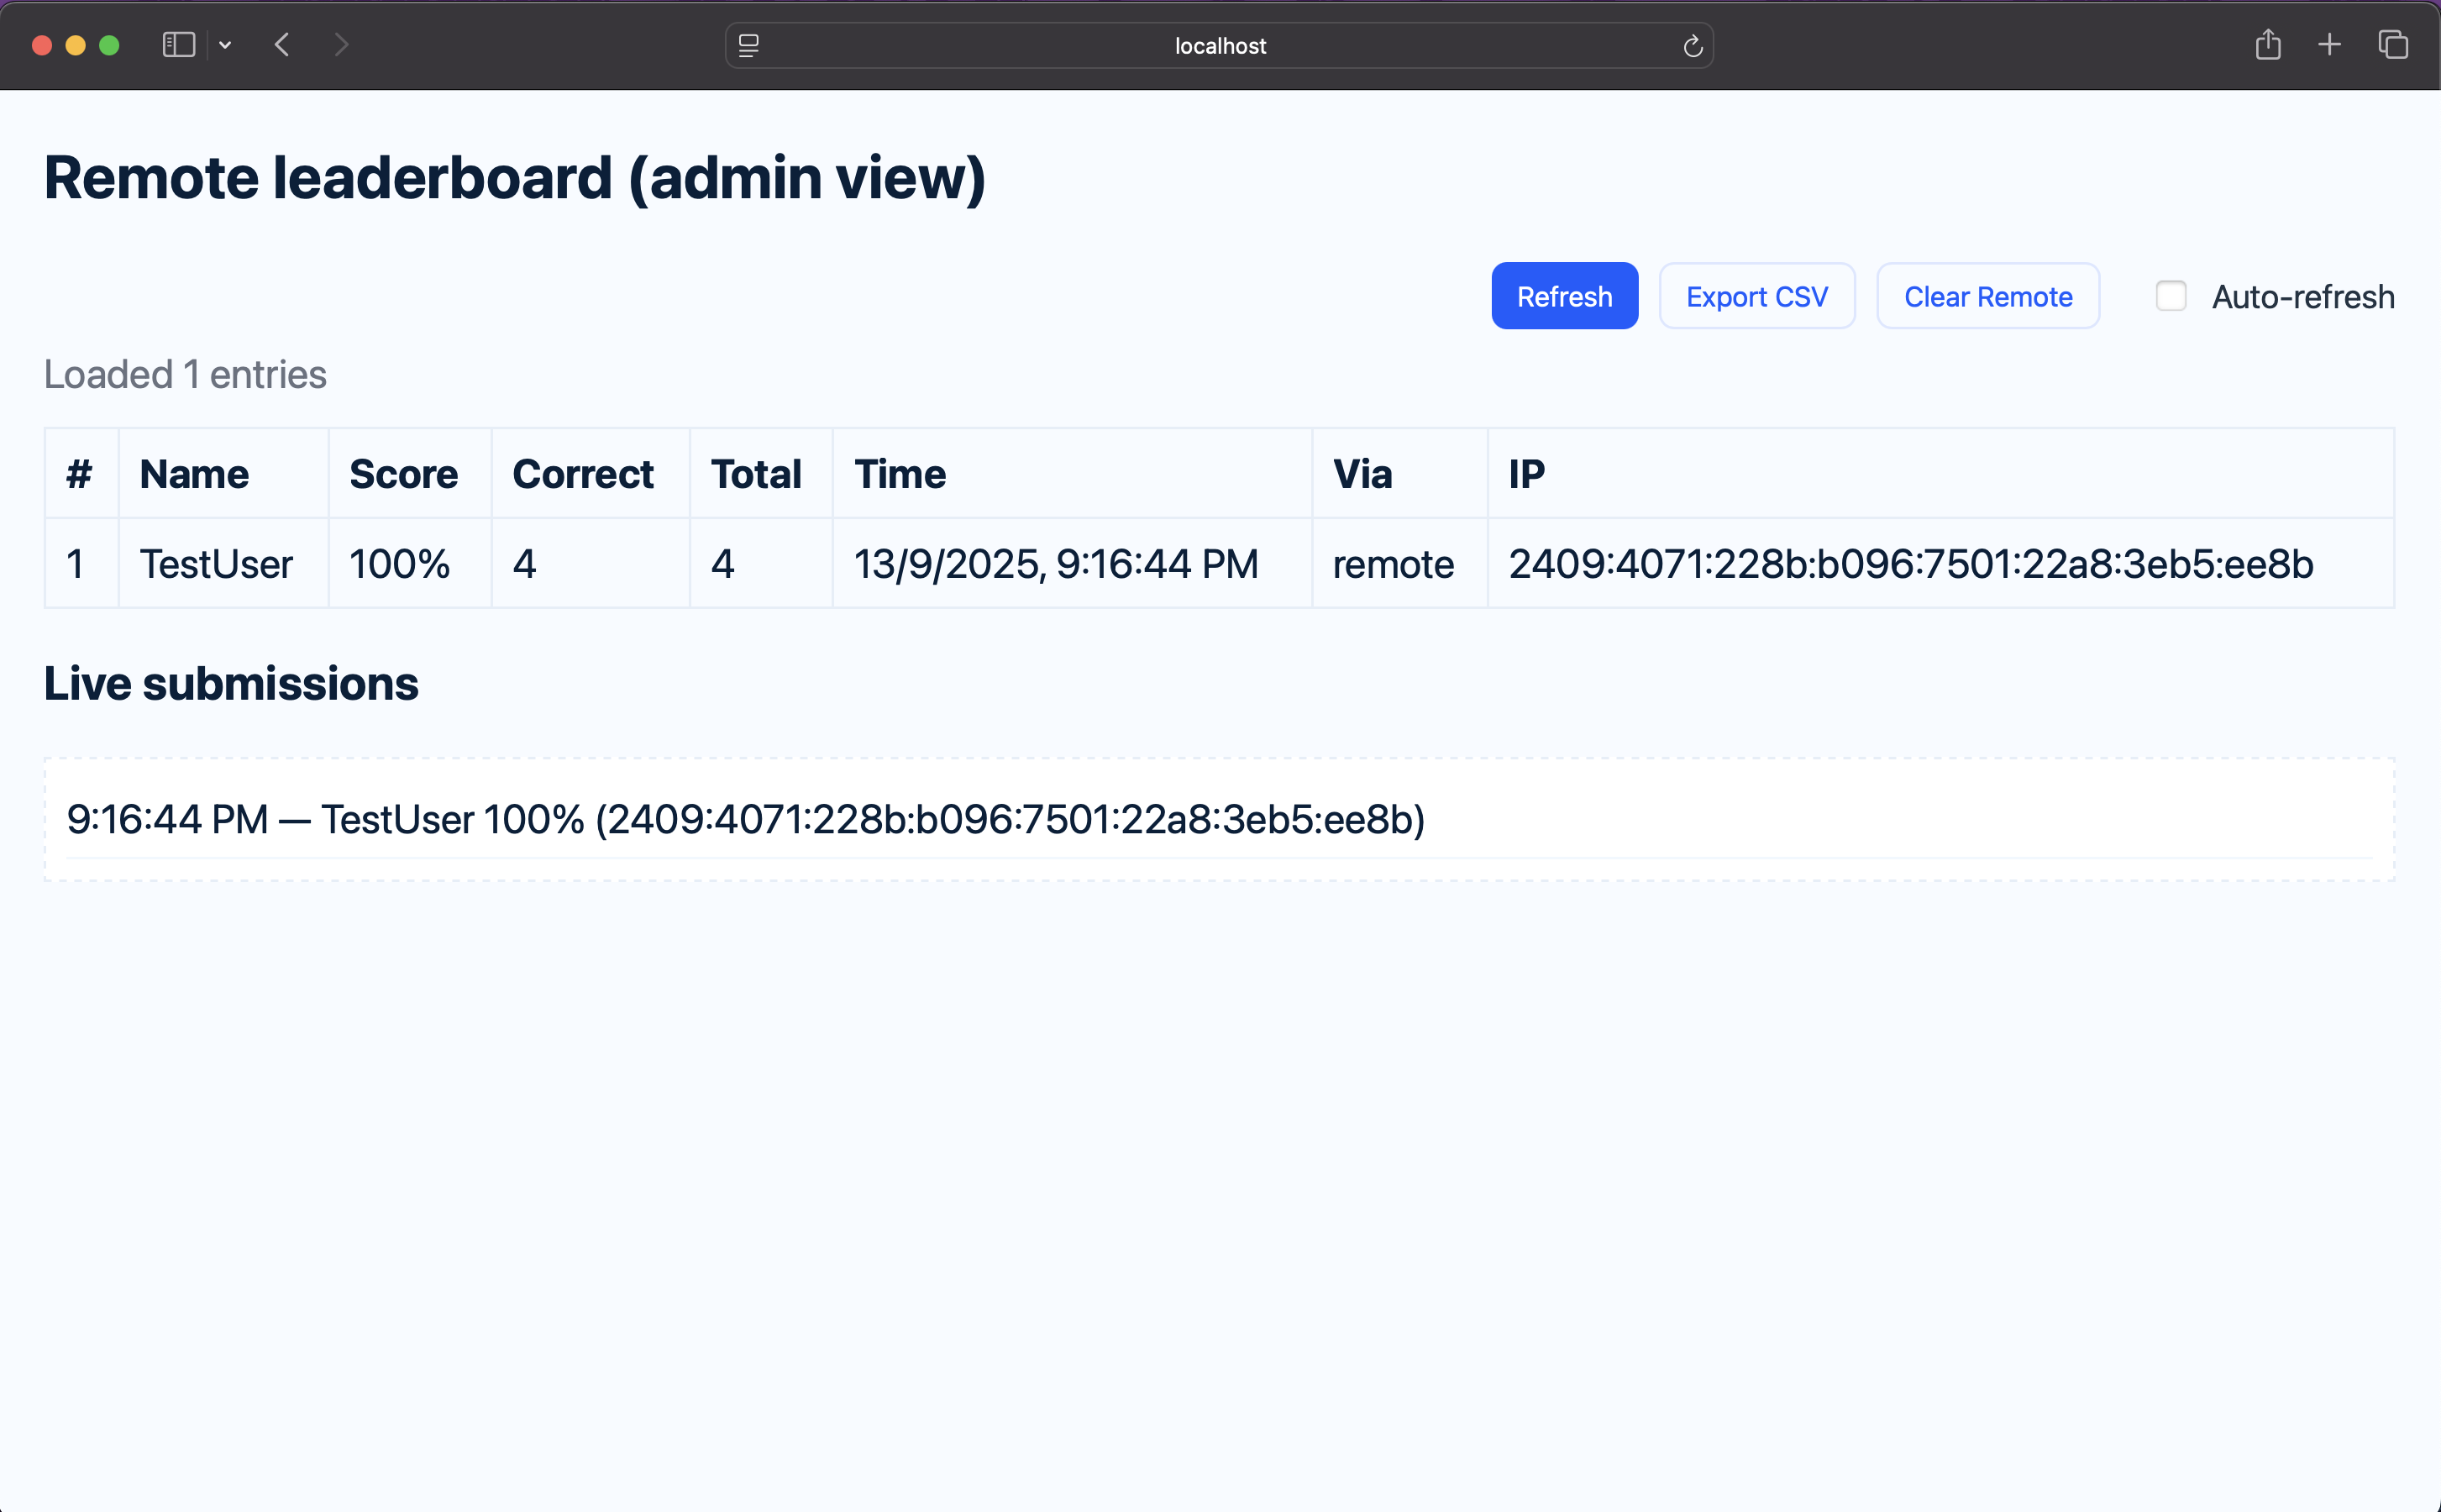 localhost
Remote leaderboard (admin view)
Refresh Export CSV Clear Remote Auto-refresh
Loaded 1 entries
# Name Score Correct Total Time Via IP
1 TestUser 100% 4 4 13/9/2025, 9:16:44 PM remote 2409:4071:228b:b096:7501:22a8:3eb5:ee8b
Live submissions
9:16:44 PM — TestUser 100% (2409:4071:228b:b096:7501:22a8:3eb5:ee8b)